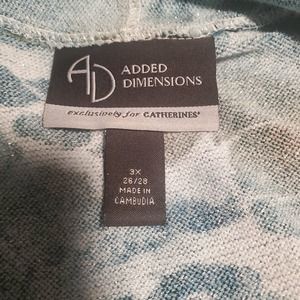 AD ADDED
DIMENSIONS
exclusively for CATHERINES®
3X
26/28
MADE IN
CAMBODIA